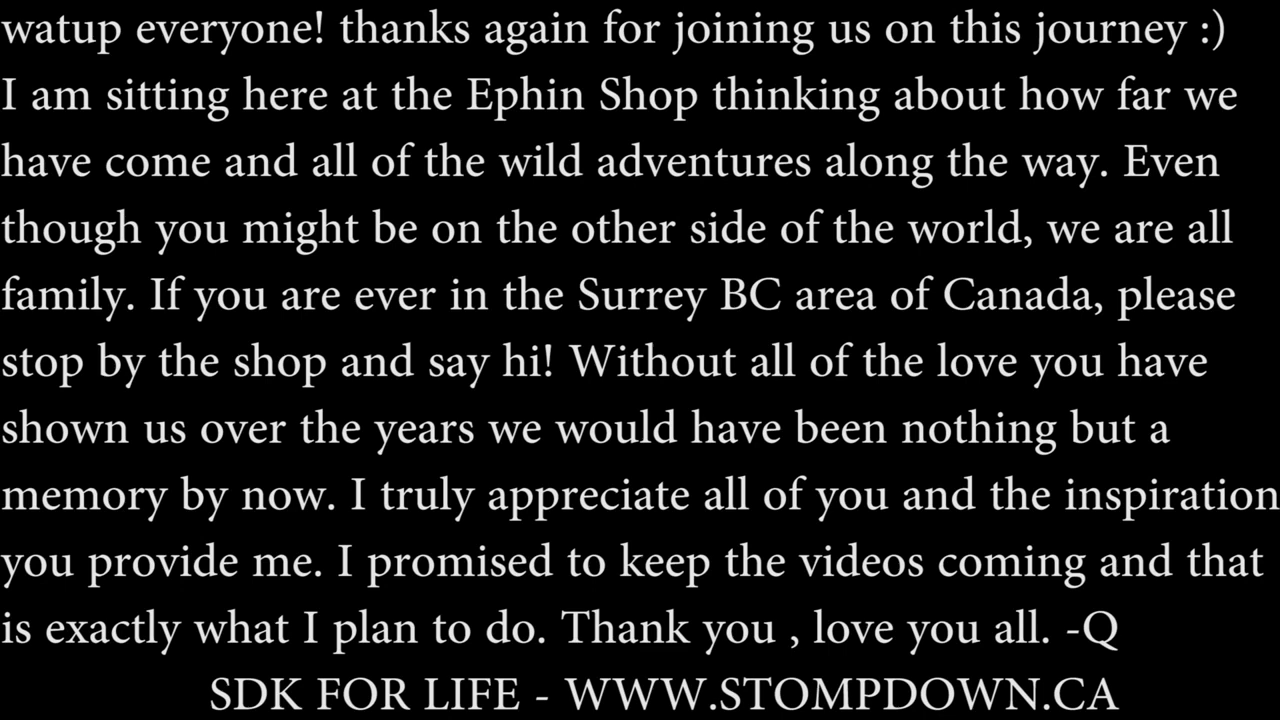 watup everyone! thanks again for joining us on this journey :)
I am sitting here at the Ephin Shop thinking about how far we
have come and all of the wild adventures along the way. Even
though you might be on the other side of the world, we are all
family. If you are ever in the Surrey BC area of Canada, please
stop by the shop and say hi! Without all of the love you have
shown us over the years we would have been nothing but a
memory by now. I truly appreciate all of you and the inspiration
you provide me. I promised to keep the videos coming and that
is exactly what I plan to do. Thank you , love you all. -Q
SDK FOR LIFE - WWW.STOMPDOWN.CA